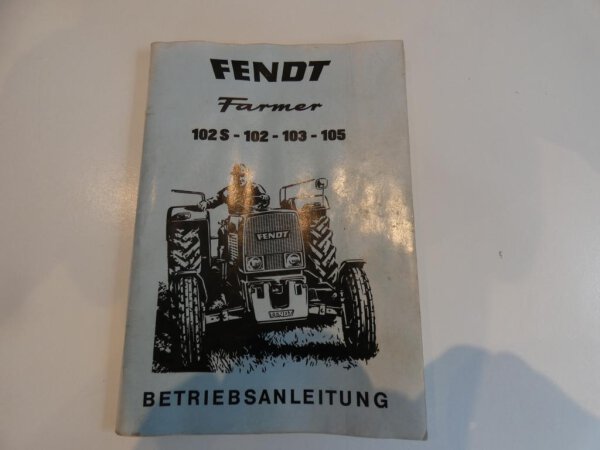 FENDT
Farmer
102 S - 102 - 103 - 105
FENDT
FENDT
BETRIEBSANLEITUNG